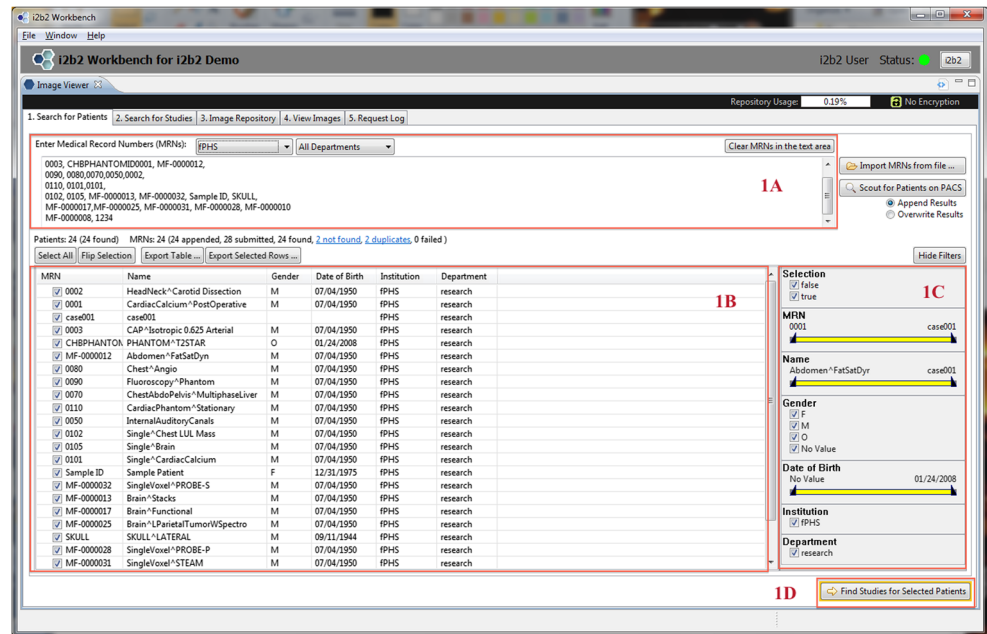 i2b2 Workbench
File Window Help
i2b2 Workbench for i2b2 Demo
i2b2 User Status: i2b2
Image Viewer
Repository Usage: 0.19% No Encryption
1. Search for Patients 2. Search for Studies 3. Image Repository 4. View Images 5. Request Log
Enter Medical Record Numbers (MRNs): fPHS All Departments Clear MRNs in the text area
0003, CHBPHANTOMID0001, MF-0000012,
0090, 0080,0070,0050,0002,
0110, 0101,0101,
0102, 0105, MF-0000013, MF-0000032, Sample ID, SKULL,
MF-0000017,MF-0000025, MF-0000031, MF-0000028, MF-0000010
MF-0000008, 1234
1A
Import MRNs from file ...
Scout for Patients on PACS
Append Results
Overwrite Results
Patients: 24 (24 found) MRNs: 24 (24 appended, 28 submitted, 24 found, 2 not found, 2 duplicates, 0 failed )
Select All Flip Selection Export Table ... Export Selected Rows ... Hide Filters
MRN Name Gender Date of Birth Institution Department
0002 HeadNeck^Carotid Dissection M 07/04/1950 fPHS research
0001 CardiacCalcium^PostOperative M 07/04/1950 fPHS research
case001 case001 fPHS research
0003 CAP^Isotropic 0.625 Arterial M 07/04/1950 fPHS research
CHBPHANTON PHANTOM^T2STAR O 01/24/2008 fPHS research
MF-0000012 Abdomen^FatSatDyn M 07/04/1950 fPHS research
0080 Chest^Angio M 07/04/1950 fPHS research
0090 Fluoroscopy^Phantom M 07/04/1950 fPHS research
0070 ChestAbdoPelvis^MultiphaseLiver M 07/04/1950 fPHS research
0110 CardiacPhantom^Stationary M 07/04/1950 fPHS research
0050 InternalAuditoryCanals M 07/04/1950 fPHS research
0102 Single^Chest LUL Mass M 07/04/1950 fPHS research
0105 Single^Brain M 07/04/1950 fPHS research
0101 Single^CardiacCalcium M 07/04/1950 fPHS research
Sample ID Sample Patient F 12/31/1975 fPHS research
MF-0000032 SingleVoxel^PROBE-S M 07/04/1950 fPHS research
MF-0000013 Brain^Stacks M 07/04/1950 fPHS research
MF-0000017 Brain^Functional M 07/04/1950 fPHS research
MF-0000025 Brain^LParietalTumorWSpectro M 07/04/1950 fPHS research
SKULL SKULL^LATERAL M 09/11/1944 fPHS research
MF-0000028 SingleVoxel^PROBE-P M 07/04/1950 fPHS research
MF-0000031 SingleVoxel^STEAM M 07/04/1950 fPHS research
1B
Selection
false
true
1C
MRN
0001 case001
Name
Abdomen^FatSatDyr case001
Gender
F
M
O
No Value
Date of Birth
No Value 01/24/2008
Institution
fPHS
Department
research
1D
Find Studies for Selected Patients